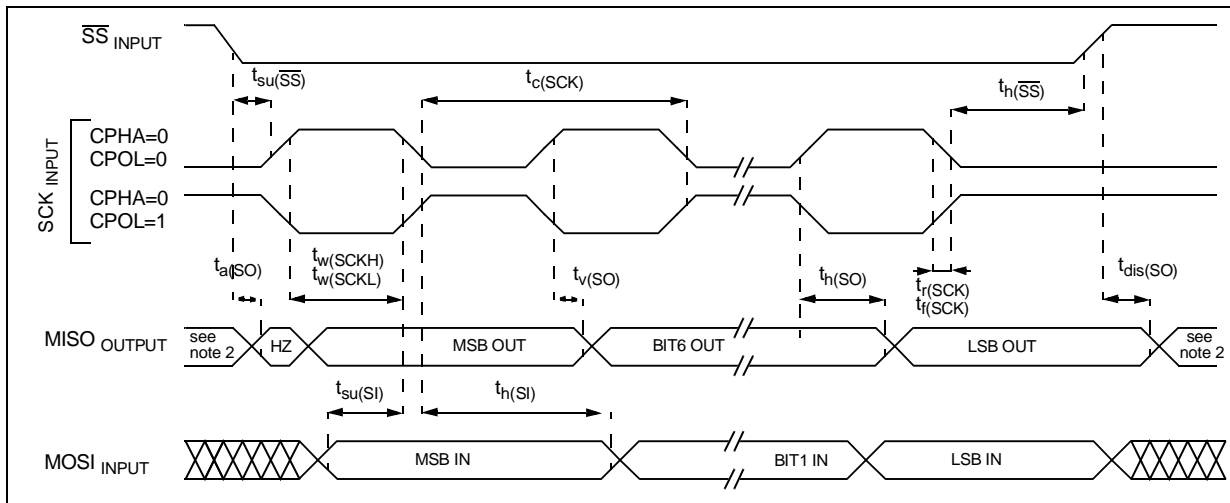 SS INPUT
tsu(SS)
tc(SCK)
th(SS)
SCK INPUT
CPHA=0
CPOL=0
CPHA=0
CPOL=1
ta(SO)
tw(SCKH)
tw(SCKL)
tv(SO)
th(SO)
tr(SCK)
tf(SCK)
tdis(SO)
MISO OUTPUT
see
note 2
HZ
MSB OUT
BIT6 OUT
LSB OUT
see
note 2
tsu(SI)
th(SI)
MOSI INPUT
MSB IN
BIT1 IN
LSB IN